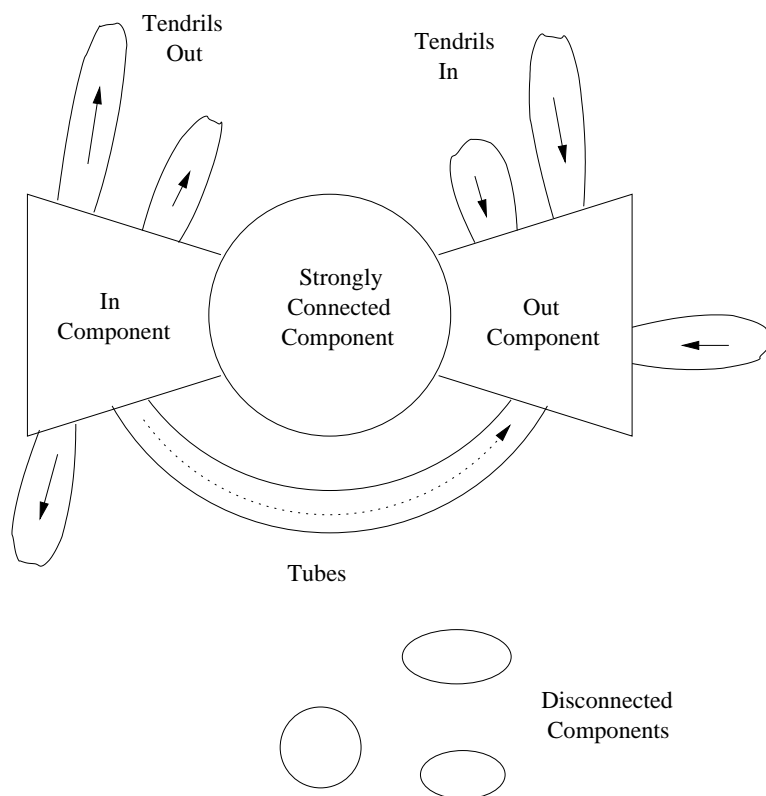 Tendrils
Out
Tendrils
In
Strongly
Connected
Component
In
Component
Out
Component
Tubes
Disconnected
Components